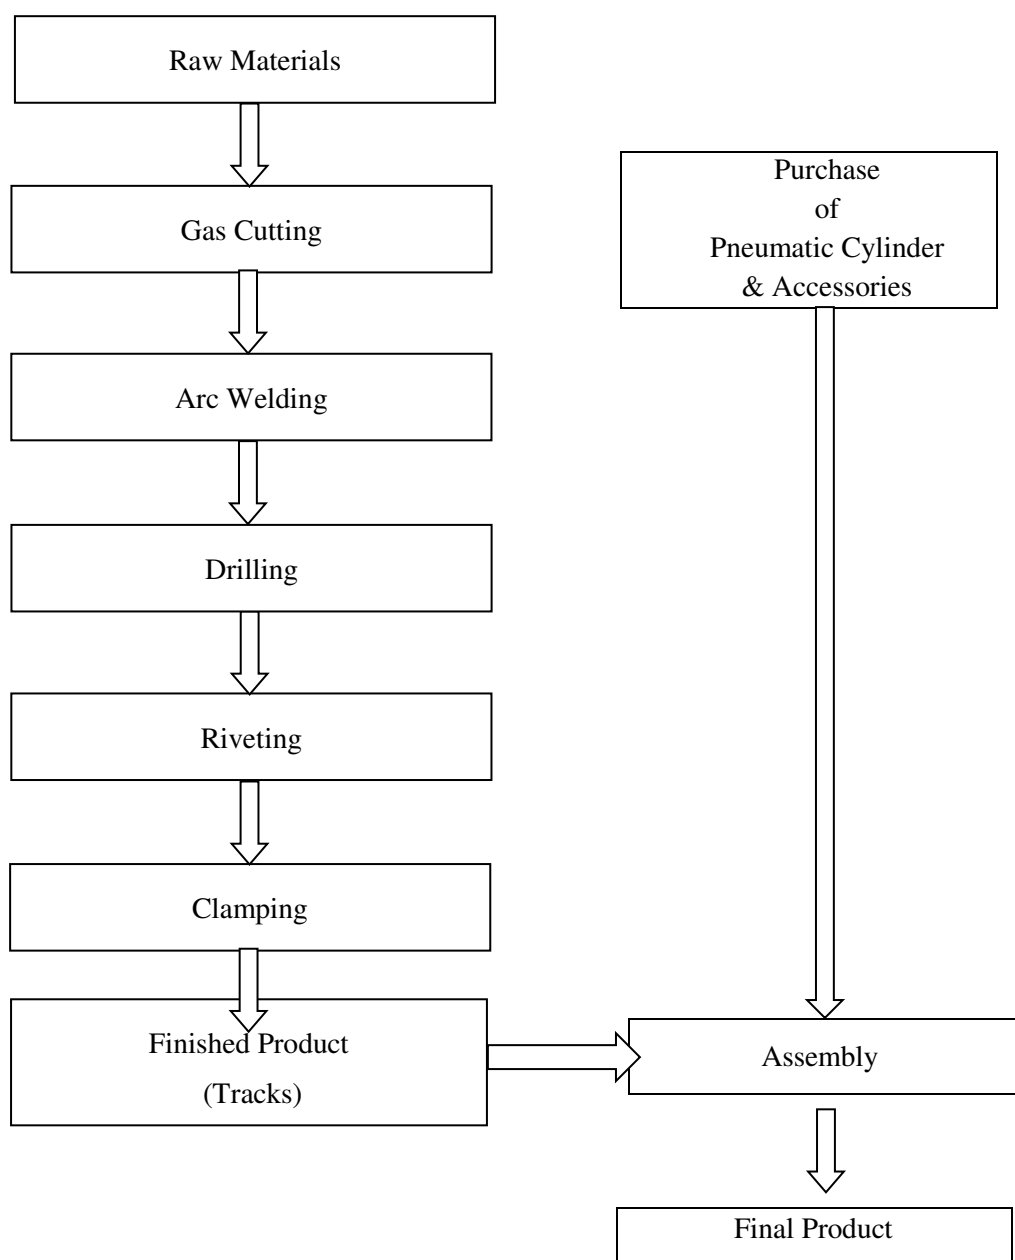 Raw Materials
Gas Cutting
Arc Welding
Drilling
Riveting
Clamping
Finished Product
(Tracks)
Purchase
of
Pneumatic Cylinder
& Accessories
Assembly
Final Product